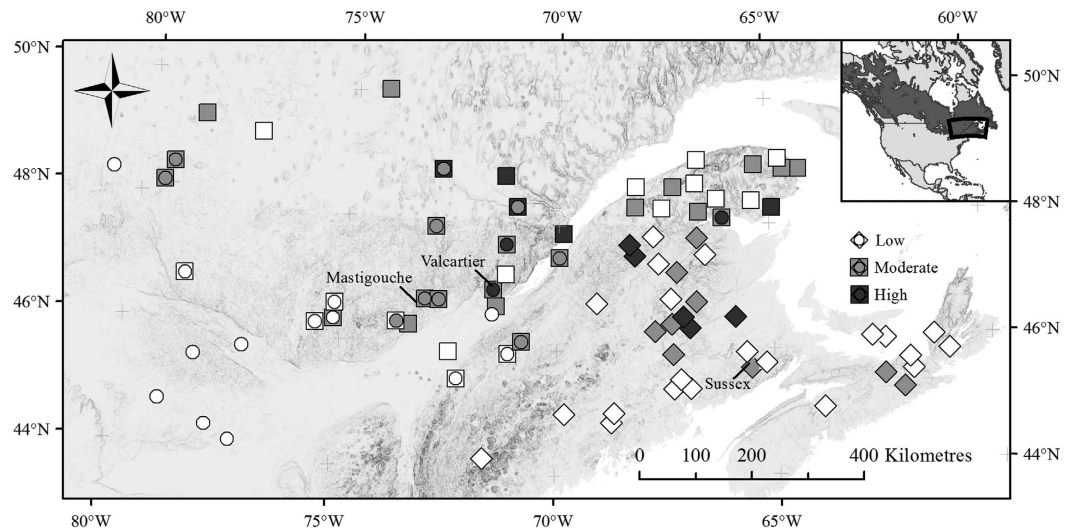 80°W 75°W 70°W 65°W 60°W
50°N 50°N
48°N 48°N
Low
Moderate
High
Valcartier
Mastigouche
46°N 46°N
Sussex
44°N 44°N
0 100 200 400 Kilometres
80°W 75°W 70°W 65°W